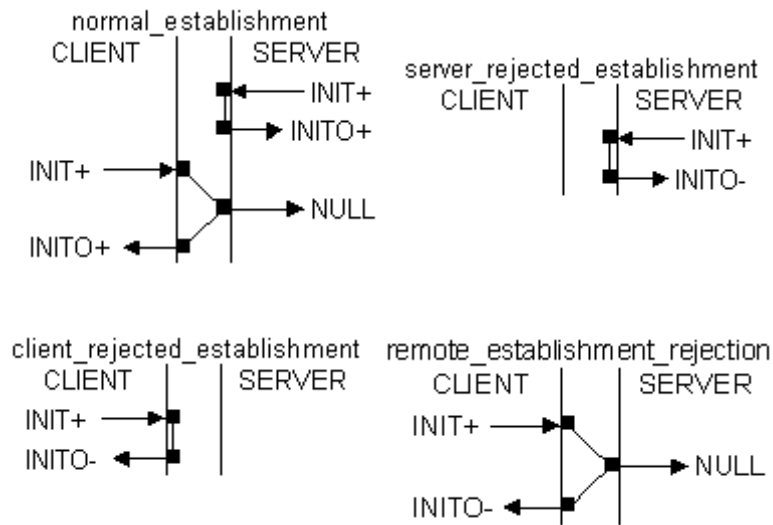 normal_establishment
CLIENT SERVER
INIT+
INITO+
INIT+
NULL
INITO+
server_rejected_establishment
CLIENT SERVER
INIT+
INITO-
client_rejected_establishment
CLIENT SERVER
INIT+
INITO-
remote_establishment_rejection
CLIENT SERVER
INIT+
NULL
INITO-